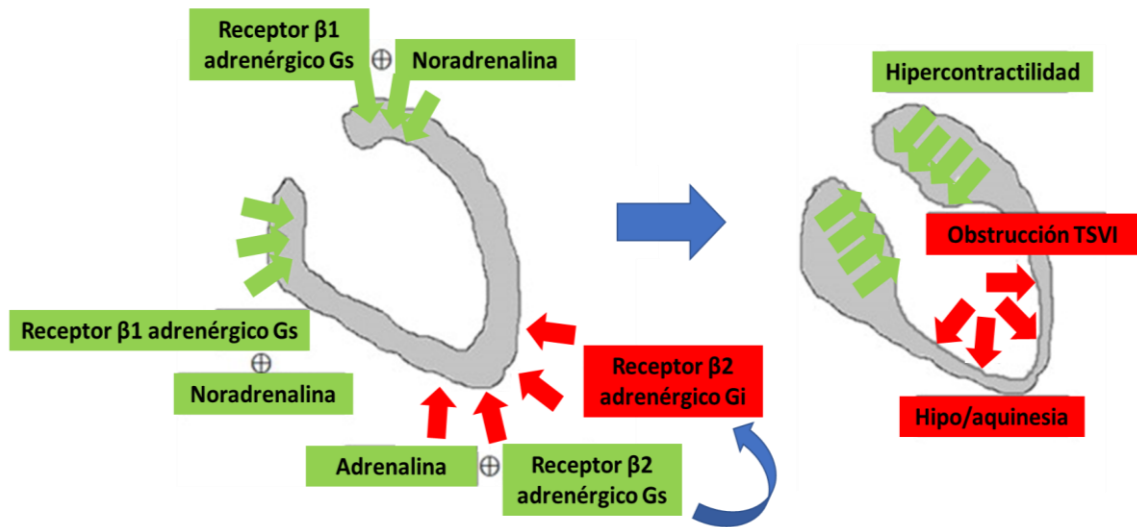 Receptor β1
adrenérgico Gs
⊕
Noradrenalina
Receptor β1 adrenérgico Gs
⊕
Noradrenalina
Receptor β2
adrenérgico Gi
Adrenalina
⊕
Receptor β2
adrenérgico Gs
Hipercontractilidad
Obstrucción TSVI
Hipo/aquinesia